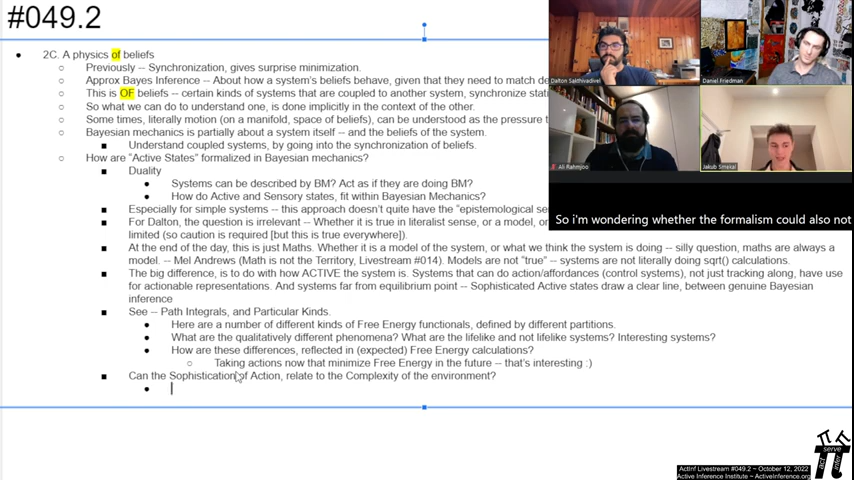 #049.2
● 2C. A physics of beliefs
○ Previously -- Synchronization, gives surprise minimization.
○ Approx Bayes Inference -- About how a system's beliefs behave, given that they need to match
○ This is OF beliefs -- certain kinds of systems that are coupled to another system, synchronize
○ So what we can do to understand one, is done implicitly in the context of the other.
○ Some times, literally motion (on a manifold, space of beliefs), can be understood as the pressure
○ Bayesian mechanics is partially about a system itself -- and the beliefs of the system.
■ Understand coupled systems, by going into the synchronization of beliefs.
○ How are "Active States" formalized in Bayesian mechanics?
■ Duality
● Systems can be described by BM? Act as if they are doing BM?
● How do Active and Sensory states, fit within Bayesian Mechanics?
■ Especially for simple systems -- this approach doesn't quite have the "epistemological
■ For Dalton, the question is irrelevant -- Whether it is true in literalist sense, or a model, or
limited (so caution is required [but this is true everywhere]).
■ At the end of the day, this is just Maths. Whether it is a model of the system, or what we think the system is doing -- silly question, maths are always a
model. -- Mel Andrews (Math is not the Territory, Livestream #014). Models are not "true" -- systems are not literally doing sqrt() calculations.
■ The big difference, is to do with how ACTIVE the system is. Systems that can do action/affordances (control systems), not just tracking along, have use
for actionable representations. And systems far from equilibrium point -- Sophisticated Active states draw a clear line, between genuine Bayesian
inference
■ See -- Path Integrals, and Particular Kinds.
● Here are a number of different kinds of Free Energy functionals, defined by different partitions.
● What are the qualitatively different phenomena? What are the lifelike and not lifelike systems? Interesting systems?
● How are these differences, reflected in (expected) Free Energy calculations?
○ Taking actions now that minimize Free Energy in the future -- that's interesting :)
■ Can the Sophistication of Action, relate to the Complexity of the environment?
●
Dalton Sakthivadivel
Daniel Friedman
Ali Rahmjoo
Jakub Smékal
So i'm wondering whether the formalism could also not
act
serve
infer
ActInf Livestream #049.2 ~ October 12, 2022
Active Inference Institute ~ ActiveInference.org